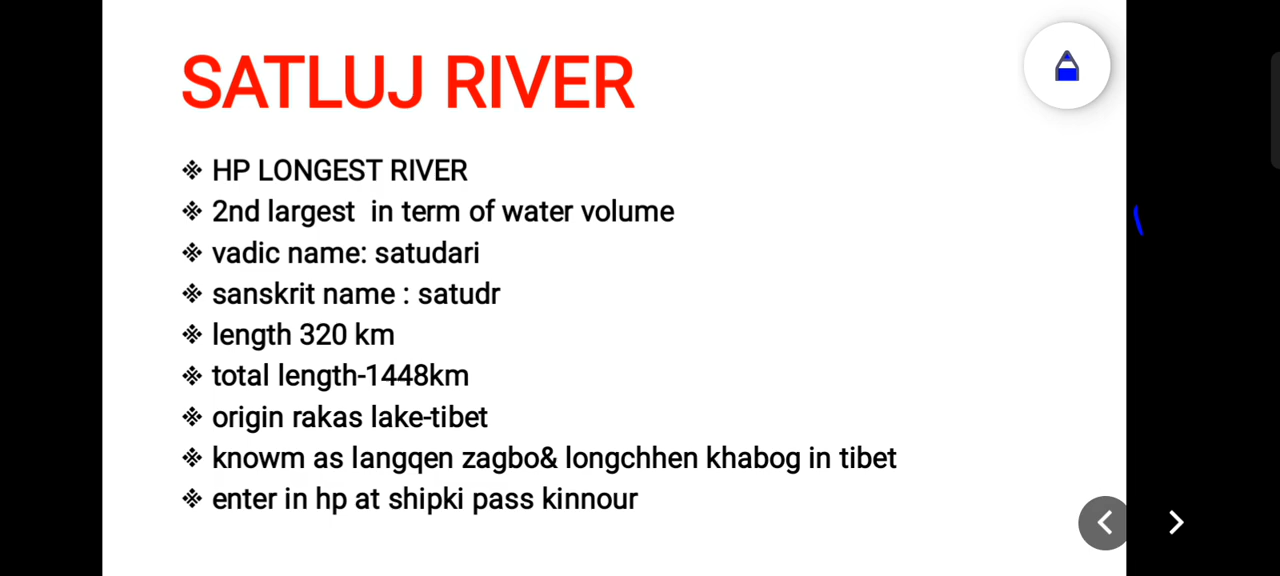 SATLUJ RIVER
❖ HP LONGEST RIVER
❖ 2nd largest  in term of water volume
❖ vadic name: satudari
❖ sanskrit name : satudr
❖ length 320 km
❖ total length-1448km
❖ origin rakas lake-tibet
❖ knowm as langqen zagbo& longchhen khabog in tibet
❖ enter in hp at shipki pass kinnour